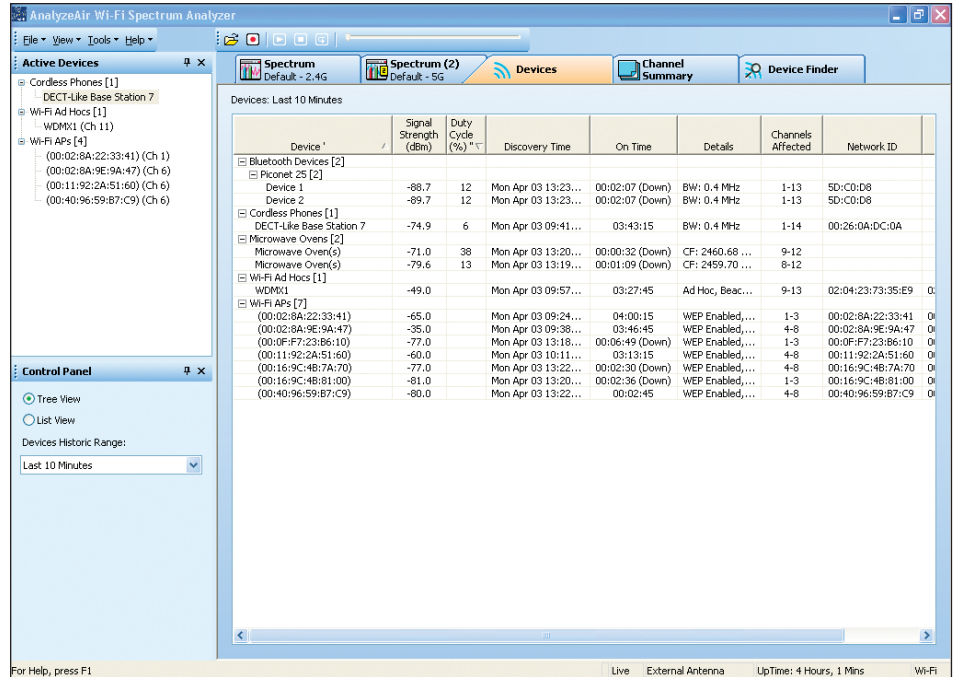 AnalyzeAir Wi-Fi Spectrum Analyzer
File View Tools Help
Active Devices
Cordless Phones [1]
DECT-Like Base Station 7
Wi-Fi Ad Hocs [1]
WDMX1 (Ch 11)
Wi-Fi APs [4]
(00:02:8A:22:33:41) (Ch 1)
(00:02:8A:9E:9A:47) (Ch 6)
(00:11:92:2A:51:60) (Ch 6)
(00:40:96:59:B7:C9) (Ch 6)
Control Panel
Tree View
List View
Devices Historic Range:
Last 10 Minutes
Spectrum Default - 2.4G
Spectrum (2) Default - 5G
Devices
Channel Summary
Device Finder
Devices: Last 10 Minutes
Device ' Signal Strength (dBm) Duty Cycle (%) " Discovery Time On Time Details Channels Affected Network ID
Bluetooth Devices [2]
Piconet 25 [2]
Device 1 -88.7 12 Mon Apr 03 13:23... 00:02:07 (Down) BW: 0.4 MHz 1-13 5D:C0:D8
Device 2 -89.7 12 Mon Apr 03 13:23... 00:02:07 (Down) BW: 0.4 MHz 1-13 5D:C0:D8
Cordless Phones [1]
DECT-Like Base Station 7 -74.9 6 Mon Apr 03 09:41... 03:43:15 BW: 0.4 MHz 1-14 00:26:0A:DC:0A
Microwave Ovens [2]
Microwave Oven(s) -71.0 38 Mon Apr 03 13:20... 00:00:32 (Down) CF: 2460.68 ... 9-12
Microwave Oven(s) -79.6 13 Mon Apr 03 13:19... 00:01:09 (Down) CF: 2459.70 ... 8-12
Wi-Fi Ad Hocs [1]
WDMX1 -49.0 Mon Apr 03 09:57... 03:27:45 Ad Hoc, Beac... 9-13 02:04:23:73:35:E9
Wi-Fi APs [7]
(00:02:8A:22:33:41) -65.0 Mon Apr 03 09:24... 04:00:15 WEP Enabled,... 1-3 00:02:8A:22:33:41
(00:02:8A:9E:9A:47) -35.0 Mon Apr 03 09:38... 03:46:45 WEP Enabled,... 4-8 00:02:8A:9E:9A:47
(00:0F:F7:23:B6:10) -77.0 Mon Apr 03 13:18... 00:06:49 (Down) WEP Enabled,... 1-3 00:0F:F7:23:B6:10
(00:11:92:2A:51:60) -60.0 Mon Apr 03 10:11... 03:13:15 WEP Enabled,... 4-8 00:11:92:2A:51:60
(00:16:9C:4B:7A:70) -77.0 Mon Apr 03 13:22... 00:02:30 (Down) WEP Enabled,... 4-8 00:16:9C:4B:7A:70
(00:16:9C:4B:81:00) -81.0 Mon Apr 03 13:20... 00:02:36 (Down) WEP Enabled,... 1-3 00:16:9C:4B:81:00
(00:40:96:59:B7:C9) -80.0 Mon Apr 03 13:22... 00:02:45 WEP Enabled,... 4-8 00:40:96:59:B7:C9
For Help, press F1
Live External Antenna UpTime: 4 Hours, 1 Mins Wi-Fi